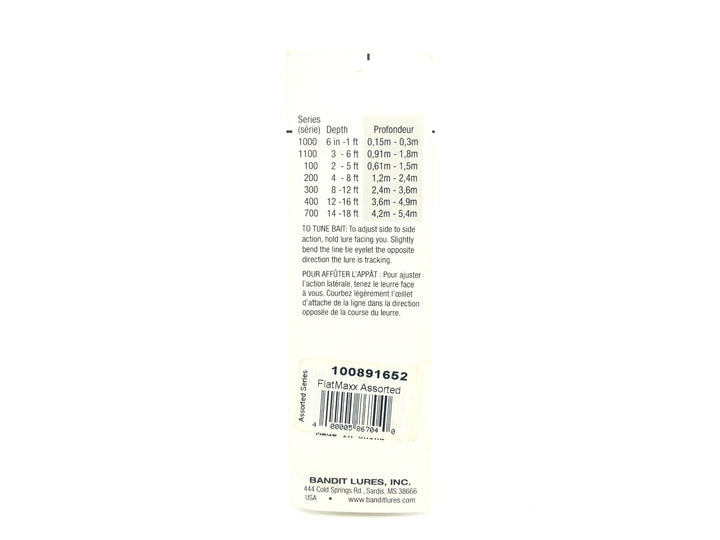 Series
(série) Depth Profondeur
1000 6 in -1 ft 0,15m - 0,3m
1100 3 - 6 ft 0,91m - 1,8m
100 2 - 5 ft 0,61m - 1,5m
200 4 - 8 ft 1,2m - 2,4m
300 8 -12 ft 2,4m - 3,6m
400 12 -16 ft 3,6m - 4,9m
700 14 -18 ft 4,2m - 5,4m
TO TUNE BAIT: To adjust side to side
action, hold lure facing you. Slightly
bend the line tie eyelet the opposite
direction the lure is tracking.
POUR AFFÛTER L'APPÂT : Pour ajuster
l'action latérale, tenez le leurre face
à vous. Courbez légèrement l'œillet
d'attache de la ligne dans la direction
opposée de la course du leurre.
Assorted Series
100891652
FlatMaxx Assorted
4 00005 86704 0
BANDIT LURES, INC.
444 Cold Springs Rd., Sardis, MS 38666
USA • www.banditlures.com